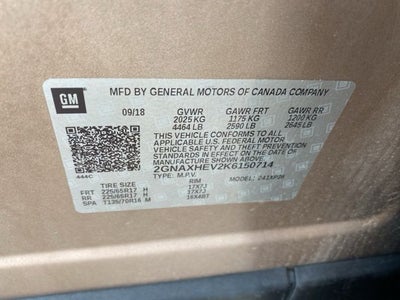 GM
MFD BY GENERAL MOTORS OF CANADA COMPANY
09/18 GVWR GAWR FRT GAWR RR
2025 KG 1175 KG 1200 KG
4464 LB 2590 LB 2645 LB
THIS VEHICLE CONFORMS TO ALL
APPLICABLE U.S. FEDERAL MOTOR
VEHICLE SAFETY AND THEFT PREVENTION
STANDARDS IN EFFECT ON THE DATE OF
MANUFACTURE SHOWN ABOVE.
2GNAXHEV2K6150714
444C TYPE: M.P.V. MODEL:
TIRE SIZE RIM
FRT 225/65R17 H 17X7J
RR 225/65R17 H 17X7J
SPA T135/70R16 M 16X4BT